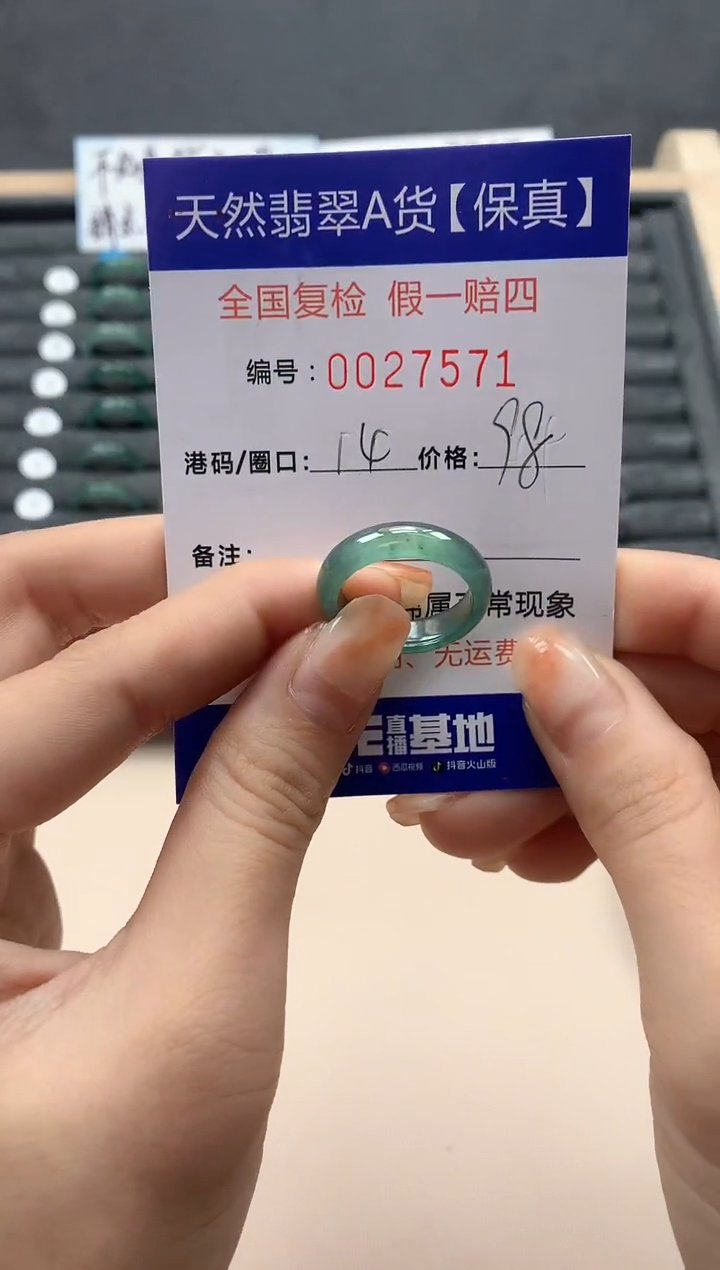 天然翡翠A货【保真】
全国复检 假一赔四
编号:0027571
港码/圈口:14 价格:98
备注:
属 常现象
、无运费
直播基地
抖音 西瓜视频 抖音火山版